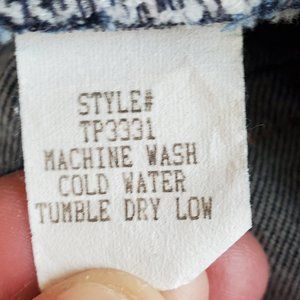 STYLE#
TP3331
MACHINE WASH
COLD WATER
TUMBLE DRY LOW